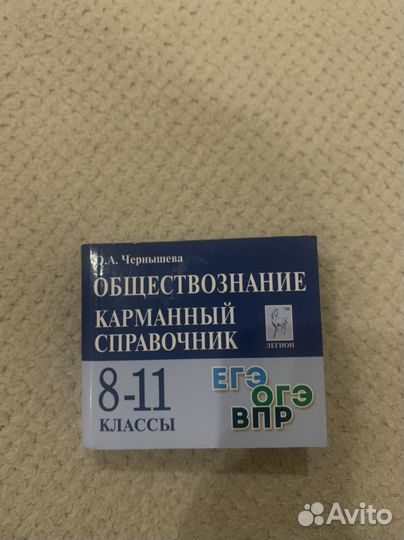 О.А. Чернышева
ОБЩЕСТВОЗНАНИЕ
КАРМАННЫЙ
СПРАВОЧНИК
ЛЕГИОН
8-11
КЛАССЫ
ЕГЭ
ОГЭ
ВПР
Avito